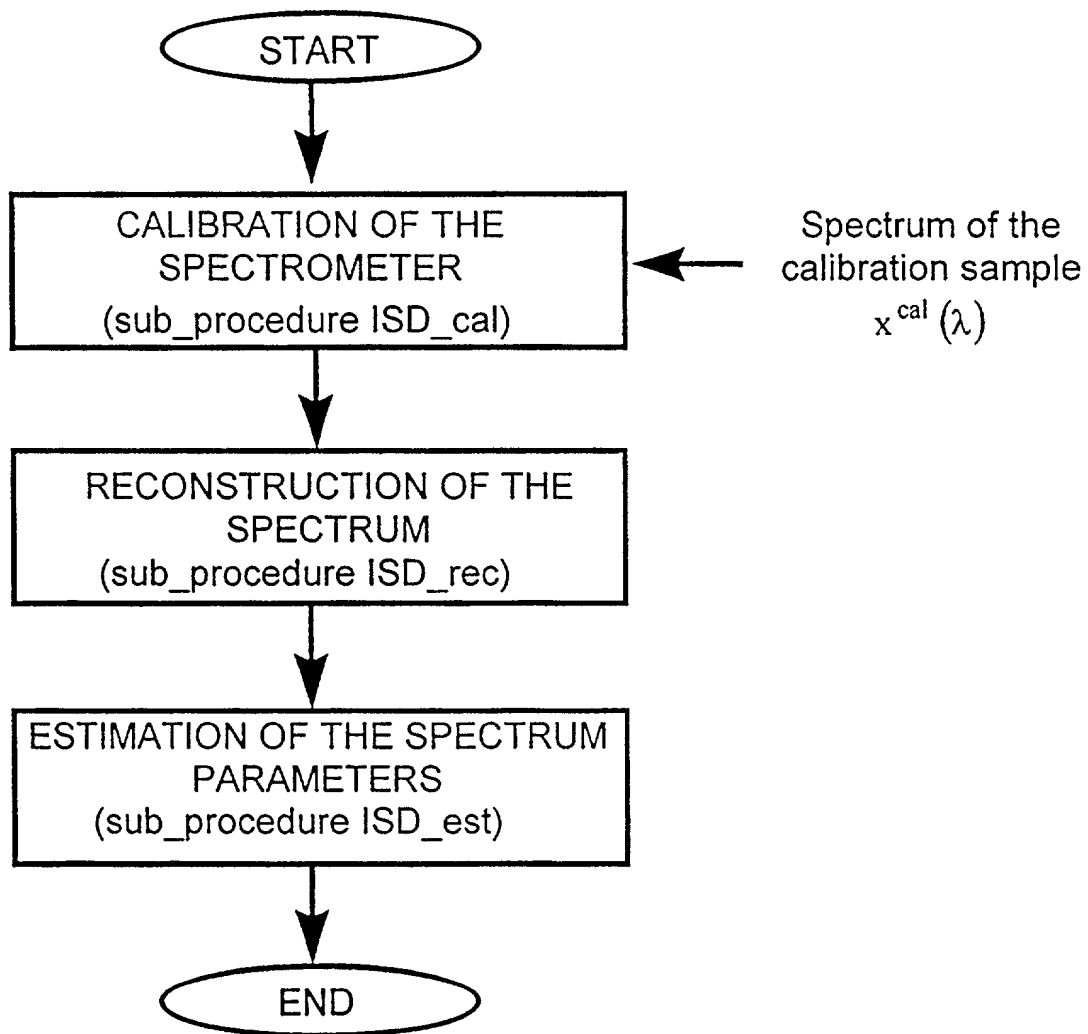 START
CALIBRATION OF THE
SPECTROMETER
(sub_procedure ISD_cal)
Spectrum of the
calibration sample
x^cal (λ)
RECONSTRUCTION OF THE
SPECTRUM
(sub_procedure ISD_rec)
ESTIMATION OF THE SPECTRUM
PARAMETERS
(sub_procedure ISD_est)
END